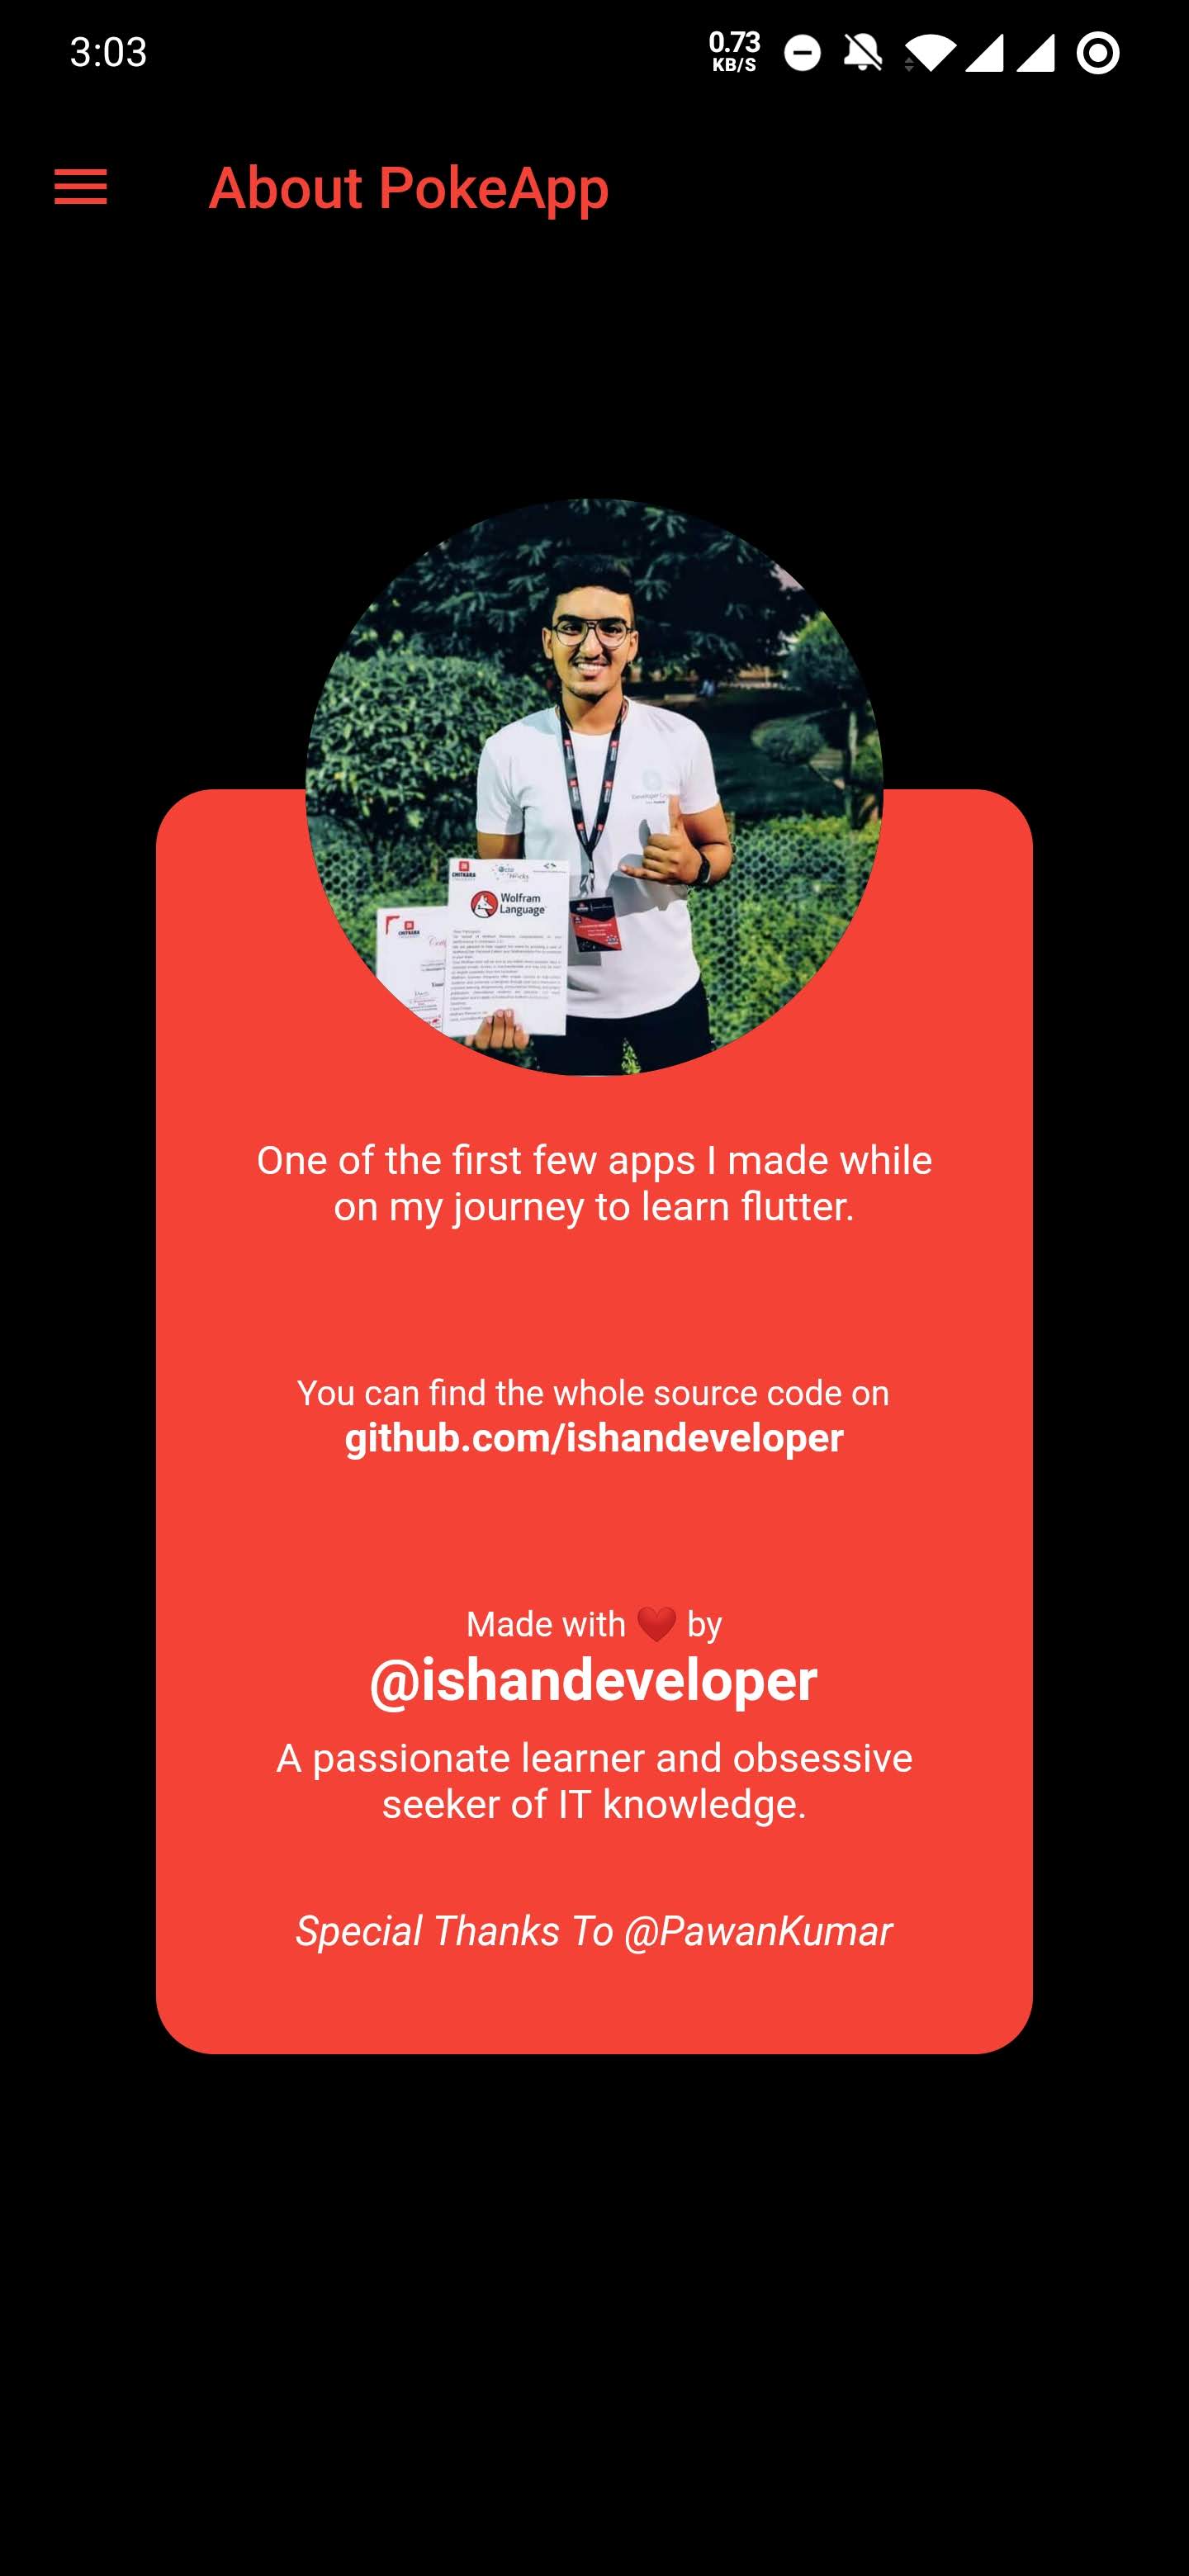 3:03
0.73
KB/S
About PokeApp
CHITKARA
Wolfram
Language
CHITKARA
One of the first few apps I made while
on my journey to learn flutter.
You can find the whole source code on
github.com/ishandeveloper
Made with ❤️ by
@ishandeveloper
A passionate learner and obsessive
seeker of IT knowledge.
Special Thanks To @PawanKumar